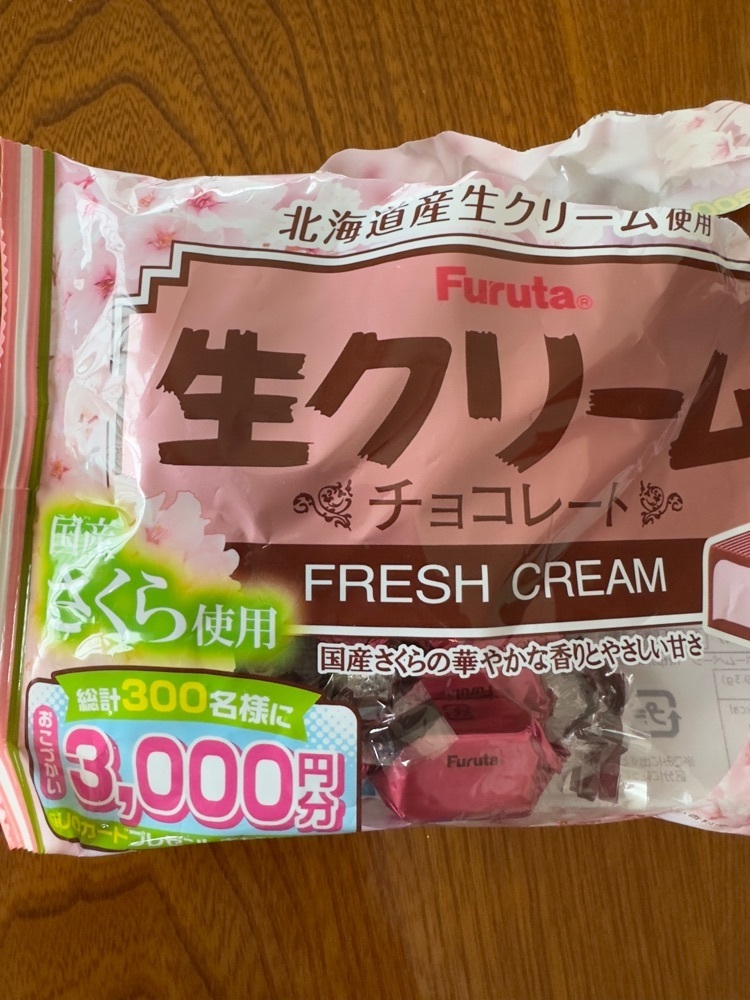 北海道産生クリーム使用
Furuta®
生クリーム
チョコレート
FRESH CREAM
国産
さくら使用
国産さくらの華やかな香りとやさしい甘さ
総計300名様に
おこづかい
3,000円分
Furuta
Furuta